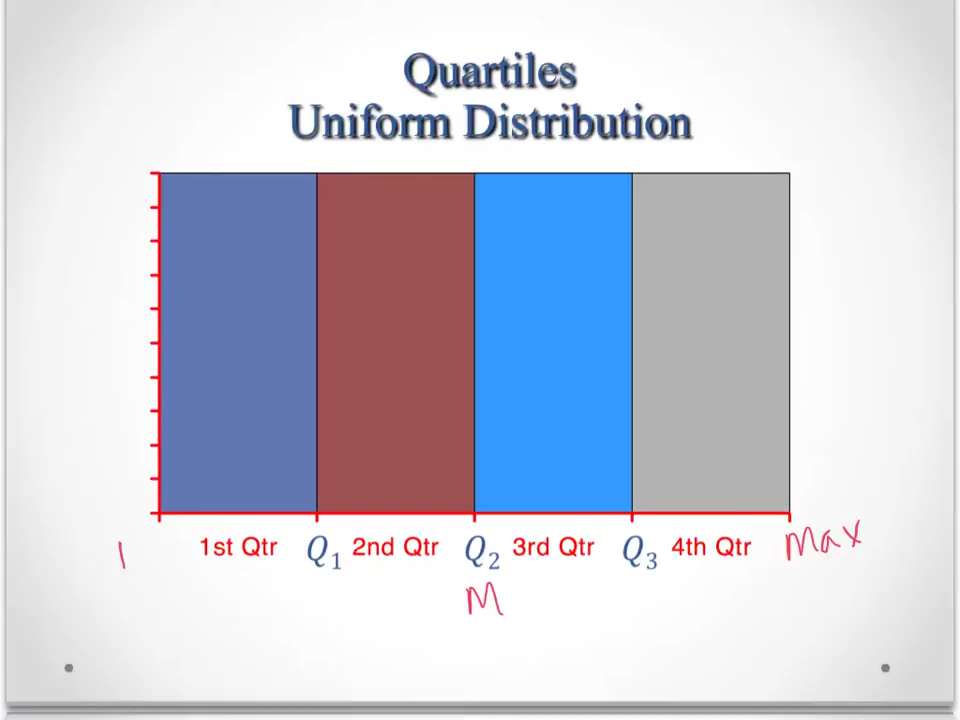 Quartiles
Uniform Distribution
1st Qtr Q₁ 2nd Qtr Q₂ 3rd Qtr Q₃ 4th Qtr Max
M